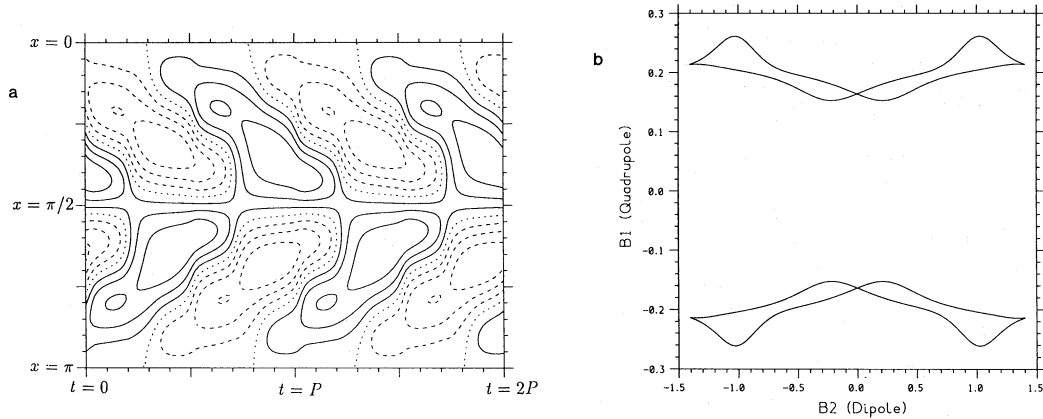 a
x = 0
x = π/2
x = π
t = 0
t = P
t = 2P
b
B1 (Quadrupole)
0.3
0.2
0.1
0.0
-0.1
-0.2
-0.3
-1.5
-1.0
-0.5
0.0
0.5
1.0
1.5
B2 (Dipole)